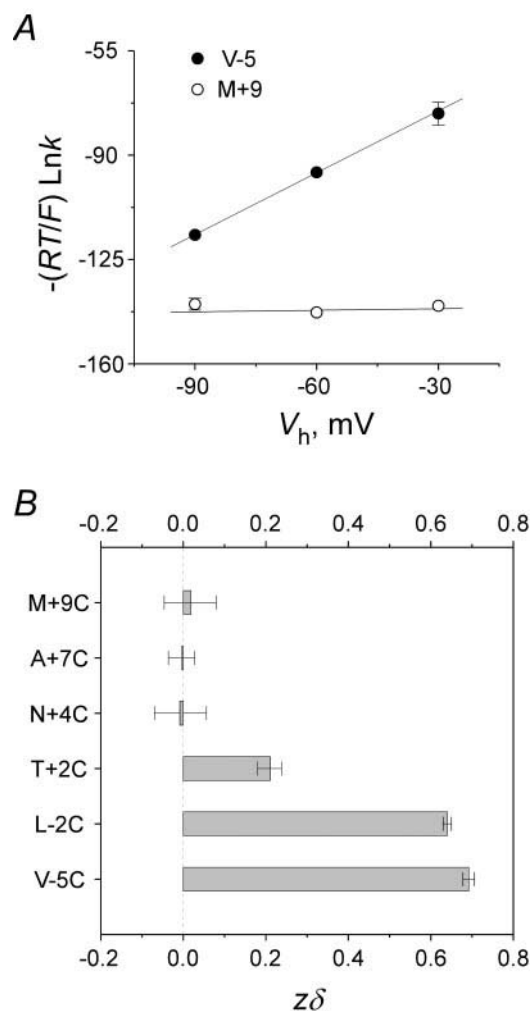 A
-55
V-5
M+9
-90
-(RT/F) Lnk
-125
-160
-90 -60 -30
Vh, mV
B
-0.2 0.0 0.2 0.4 0.6 0.8
M+9C
A+7C
N+4C
T+2C
L-2C
V-5C
-0.2 0.0 0.2 0.4 0.6 0.8
zδ